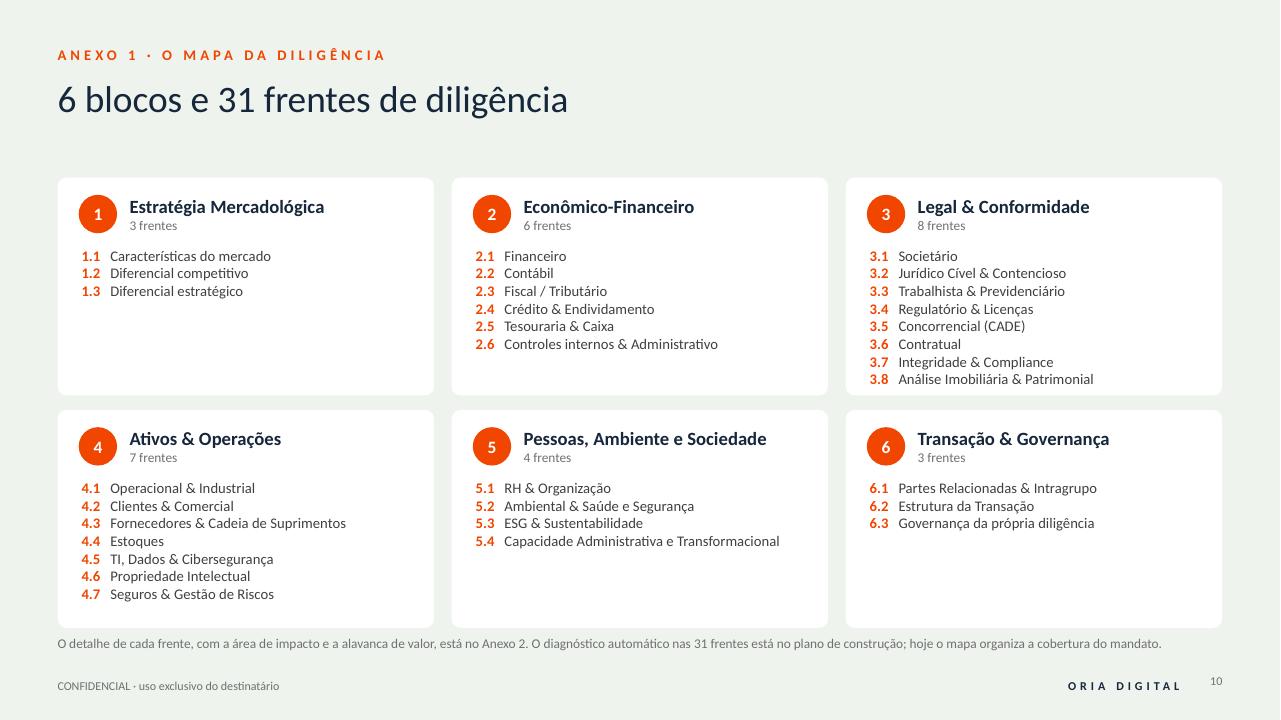 ANEXO 1 · O MAPA DA DILIGÊNCIA
6 blocos e 31 frentes de diligência
1 Estratégia Mercadológica
3 frentes
1.1 Características do mercado
1.2 Diferencial competitivo
1.3 Diferencial estratégico
2 Econômico-Financeiro
6 frentes
2.1 Financeiro
2.2 Contábil
2.3 Fiscal / Tributário
2.4 Crédito & Endividamento
2.5 Tesouraria & Caixa
2.6 Controles internos & Administrativo
3 Legal & Conformidade
8 frentes
3.1 Societário
3.2 Jurídico Cível & Contencioso
3.3 Trabalhista & Previdenciário
3.4 Regulatório & Licenças
3.5 Concorrencial (CADE)
3.6 Contratual
3.7 Integridade & Compliance
3.8 Análise Imobiliária & Patrimonial
4 Ativos & Operações
7 frentes
4.1 Operacional & Industrial
4.2 Clientes & Comercial
4.3 Fornecedores & Cadeia de Suprimentos
4.4 Estoques
4.5 TI, Dados & Cibersegurança
4.6 Propriedade Intelectual
4.7 Seguros & Gestão de Riscos
5 Pessoas, Ambiente e Sociedade
4 frentes
5.1 RH & Organização
5.2 Ambiental & Saúde e Segurança
5.3 ESG & Sustentabilidade
5.4 Capacidade Administrativa e Transformacional
6 Transação & Governança
3 frentes
6.1 Partes Relacionadas & Intragrupo
6.2 Estrutura da Transação
6.3 Governança da própria diligência
O detalhe de cada frente, com a área de impacto e a alavanca de valor, está no Anexo 2. O diagnóstico automático nas 31 frentes está no plano de construção; hoje o mapa organiza a cobertura do mandato.
CONFIDENCIAL · uso exclusivo do destinatário
ORIA DIGITAL
10